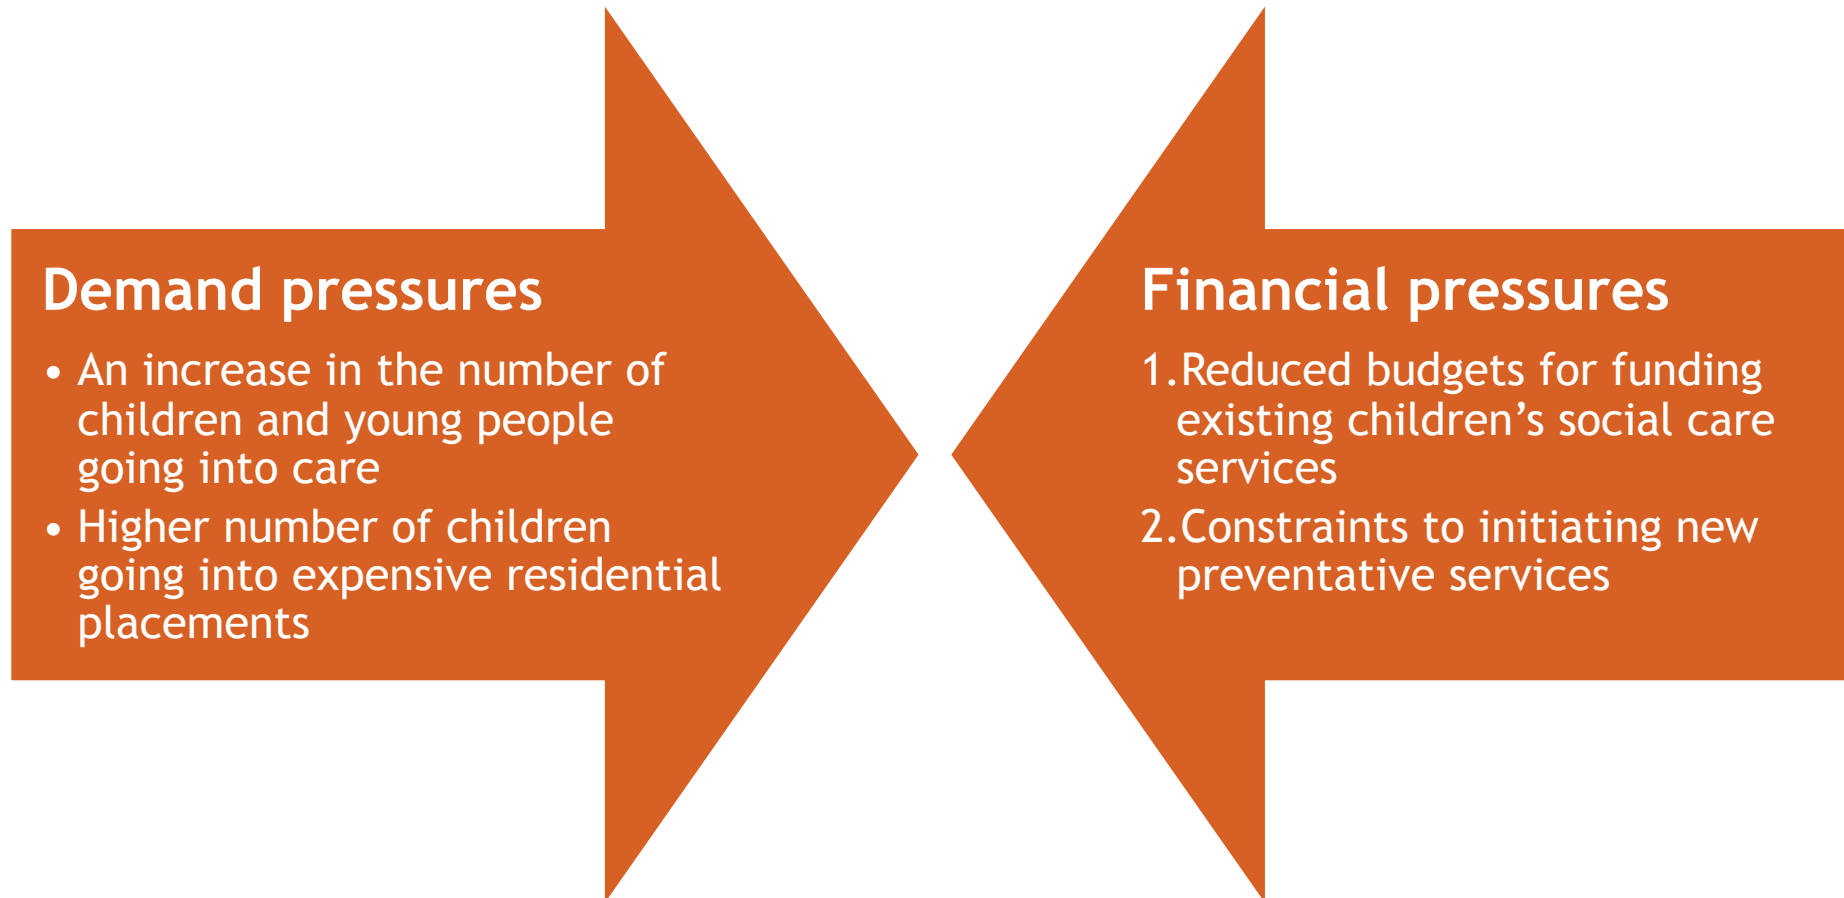 Demand pressures
• An increase in the number of
children and young people
going into care
• Higher number of children
going into expensive residential
placements
Financial pressures
1.Reduced budgets for funding
existing children’s social care
services
2.Constraints to initiating new
preventative services